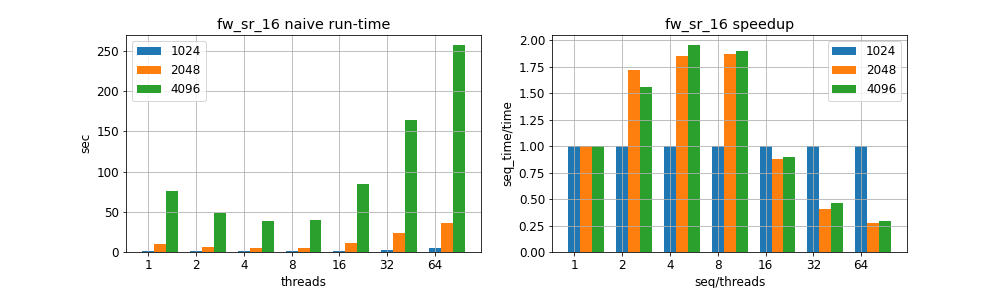 fw_sr_16 naive run-time
250
200
150
100
50
0
sec
1024
2048
4096
1 2 4 8 16 32 64
threads
fw_sr_16 speedup
2.00
1.75
1.50
1.25
1.00
0.75
0.50
0.25
0.00
seq_time/time
1024
2048
4096
1 2 4 8 16 32 64
seq/threads